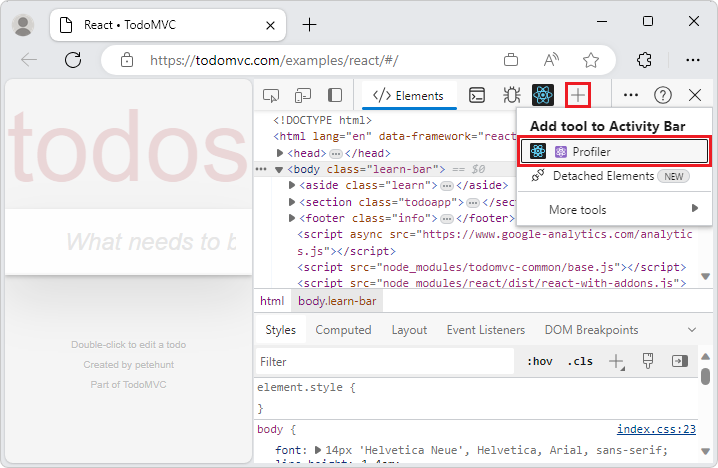 React • TodoMVC
https://todomvc.com/examples/react/#/
todos
What needs to b
Double-click to edit a todo
Created by petehunt
Part of TodoMVC
</> Elements
Add tool to Activity Bar
Profiler
Detached Elements NEW
More tools
<!DOCTYPE html>
<html lang="en" data-framework="reac
<head> … </head>
<body class="learn-bar"> … == $0
<aside class="learn"> … </aside>
<section class="todoapp"> … </sec
<footer class="info"> … </footer>
<script async src="https://www.google-analytics.com/analytic
s.js"></script>
<script src="node_modules/todomvc-common/base.js"></script>
<script src="node_modules/react/dist/react-with-addons.js">
html body.learn-bar
Styles Computed Layout Event Listeners DOM Breakpoints
Filter :hov .cls
element.style {
}
body { index.css:23
font: 14px 'Helvetica Neue', Helvetica, Arial, sans-serif;
line-height: 1.4em;